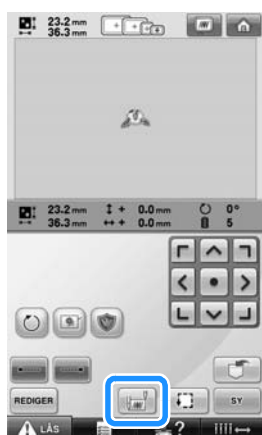 23.2 mm
36.3 mm
23.2 mm + 0.0 mm 0°
36.3 mm + 0.0 mm 5
REDIGER SY
LÅS ?